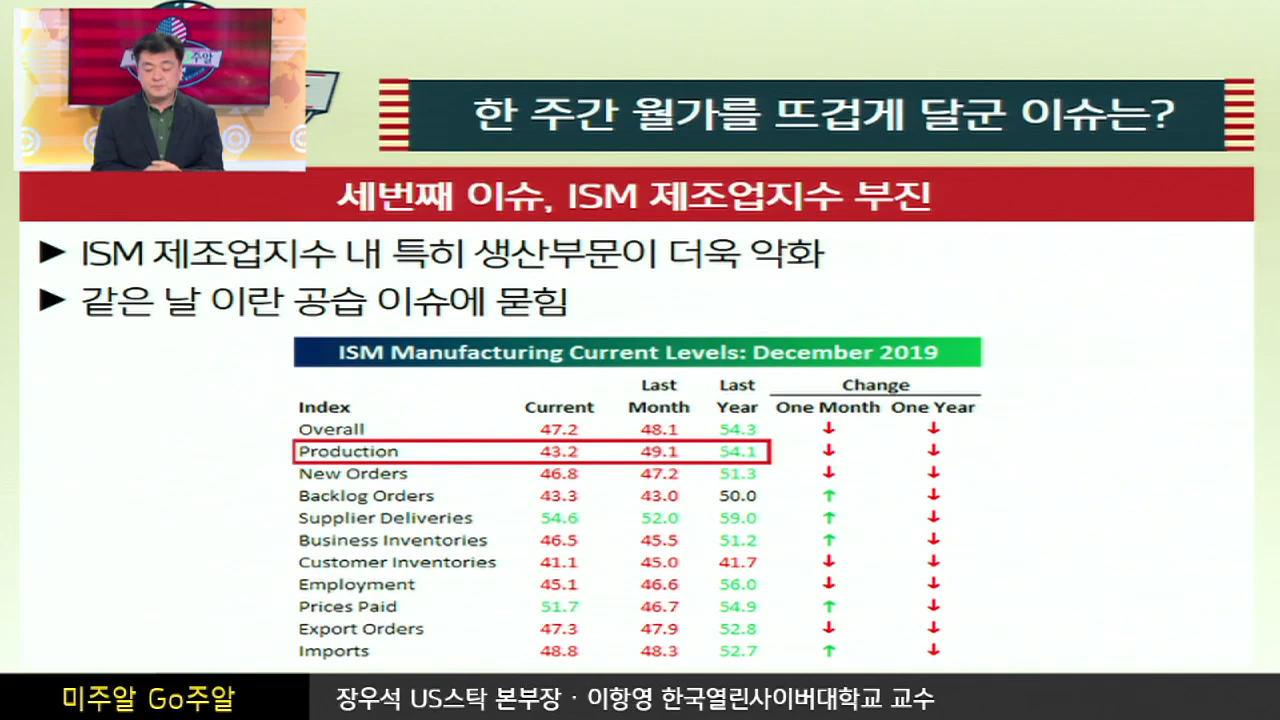 주알
한 주간 월가를 뜨겁게 달군 이슈는?
세번째 이슈, ISM 제조업지수 부진
▶ ISM 제조업지수 내 특히 생산부문이 더욱 악화
▶ 같은 날 이란 공습 이슈에 묻힘
ISM Manufacturing Current Levels: December 2019
Last Last Change
Index Current Month Year One Month One Year
Overall 47.2 48.1 54.3 ↓ ↓
Production 43.2 49.1 54.1 ↓ ↓
New Orders 46.8 47.2 51.3 ↓ ↓
Backlog Orders 43.3 43.0 50.0 ↑ ↓
Supplier Deliveries 54.6 52.0 59.0 ↑ ↓
Business Inventories 46.5 45.5 51.2 ↑ ↓
Customer Inventories 41.1 45.0 41.7 ↓ ↓
Employment 45.1 46.6 56.0 ↓ ↓
Prices Paid 51.7 46.7 54.9 ↑ ↓
Export Orders 47.3 47.9 52.8 ↓ ↓
Imports 48.8 48.3 52.7 ↑ ↓
미주알 Go주알
장우석 US스탁 본부장 · 이항영 한국열린사이버대학교 교수